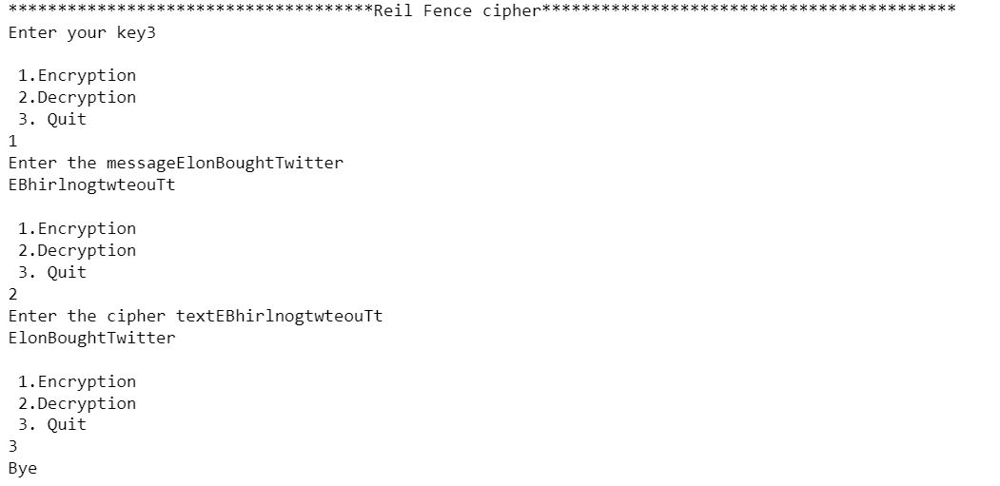 *************************************Reil Fence cipher******************************************
Enter your key3
1.Encryption
2.Decryption
3. Quit
1
Enter the messageElonBoughtTwitter
EBhirlnogtwteouTt
1.Encryption
2.Decryption
3. Quit
2
Enter the cipher textEBhirlnogtwteouTt
ElonBoughtTwitter
1.Encryption
2.Decryption
3. Quit
3
Bye